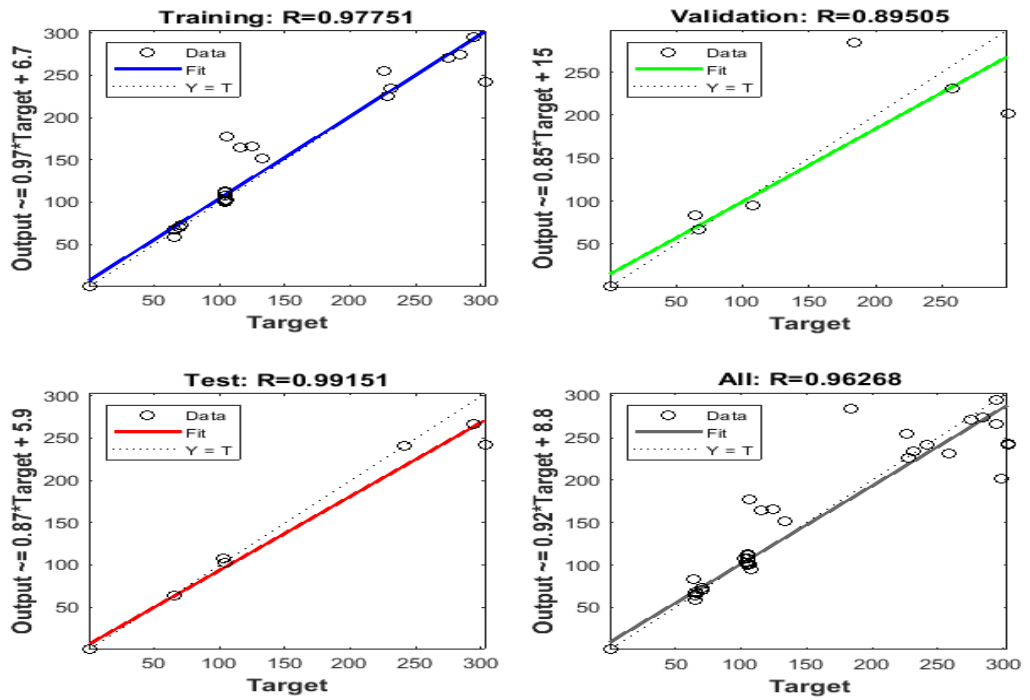 Training: R=0.97751
Output ~= 0.97*Target + 6.7
300
250
200
150
100
50
Data
Fit
Y = T
50 100 150 200 250 300
Target
Validation: R=0.89505
Output ~= 0.85*Target + 15
250
200
150
100
50
Data
Fit
Y = T
50 100 150 200 250
Target
Test: R=0.99151
Output ~= 0.87*Target + 5.9
300
250
200
150
100
50
Data
Fit
Y = T
50 100 150 200 250 300
Target
All: R=0.96268
Output ~= 0.92*Target + 8.8
300
250
200
150
100
50
Data
Fit
Y = T
50 100 150 200 250 300
Target